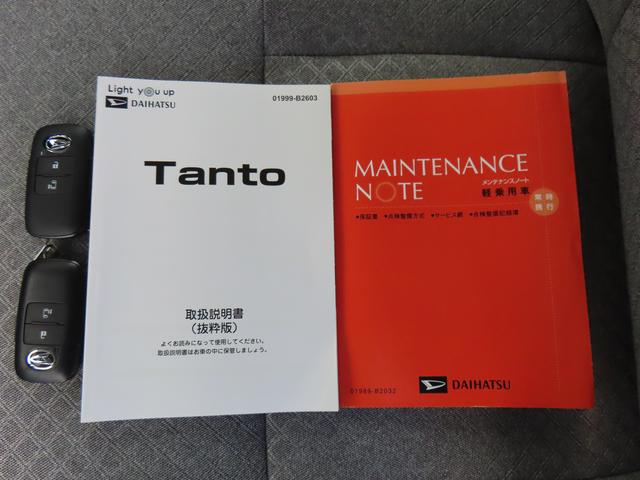 Light you up
DAIHATSU
01999-B2603
Tanto
取扱説明書
(抜粋版)
よくお読みになって使用してください。
取扱説明書はお車の中に保管しましょう。
MAINTENANCE
NOTE
メンテナンスノート
軽乗用車
常時
携行
●保証書 ●点検整備方式 ●サービス網 ●点検整備記録簿
01999-B2032
DAIHATSU